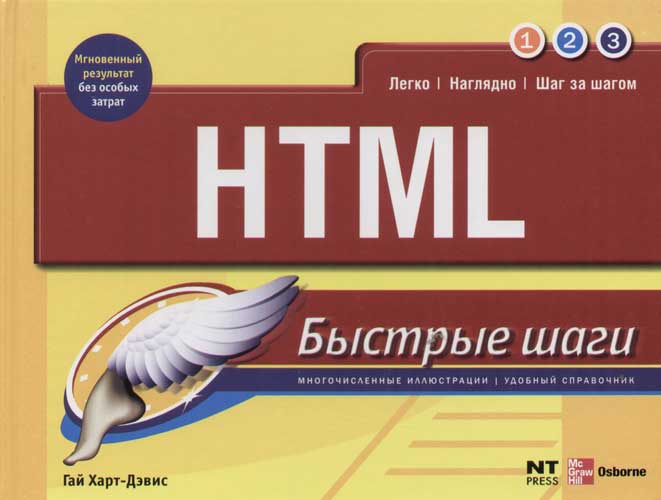 1 2 3
Мгновенный
результат
без особых
затрат
Легко | Наглядно | Шаг за шагом
HTML
Быстрые шаги
МНОГОЧИСЛЕННЫЕ ИЛЛЮСТРАЦИИ | УДОБНЫЙ СПРАВОЧНИК
Гай Харт-Дэвис
NT
PRESS
Mc
Graw
Hill
Osborne